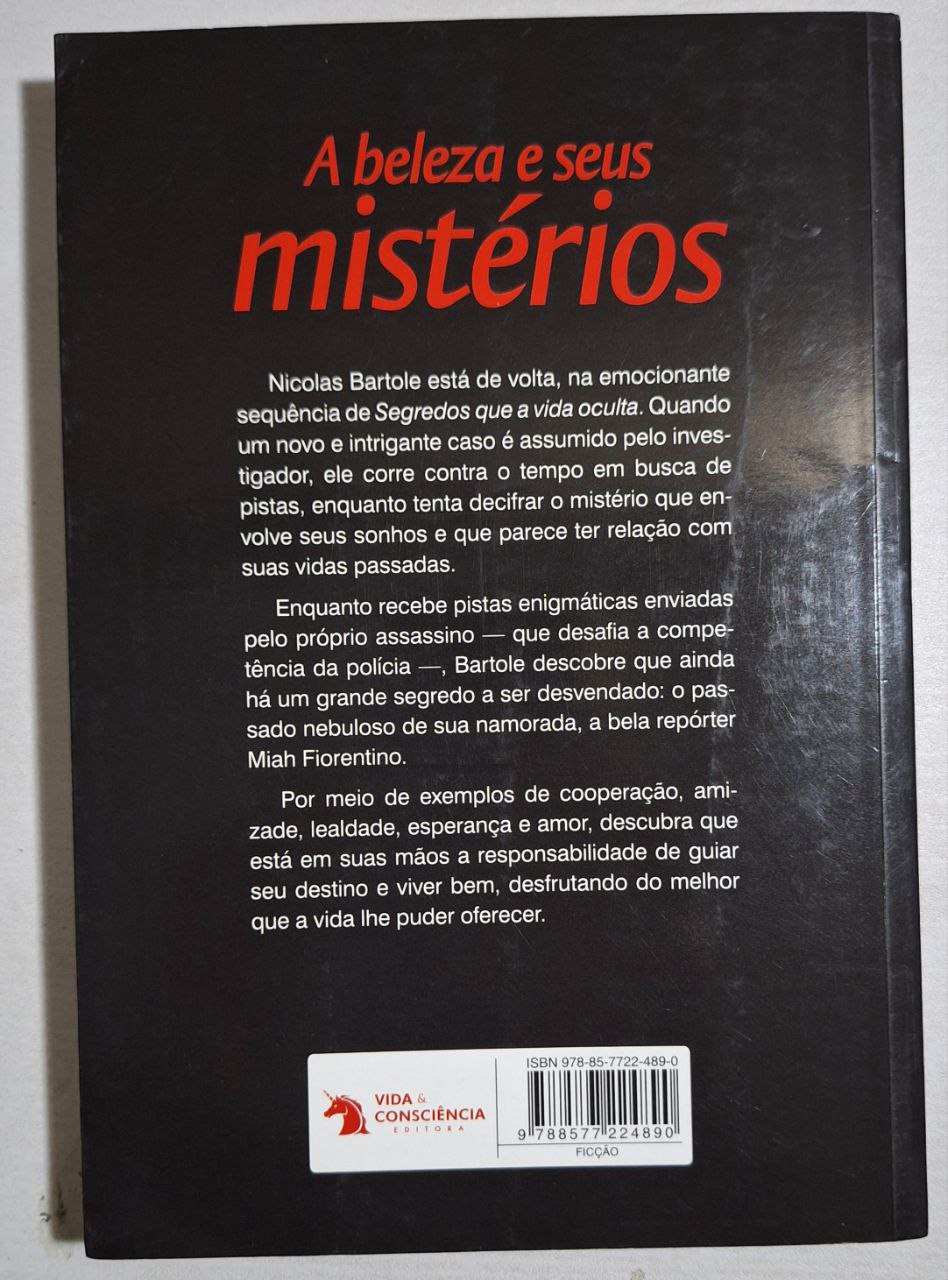 A beleza e seus
mistérios
Nicolas Bartole está de volta, na emocionante
sequência de Segredos que a vida oculta. Quando
um novo e intrigante caso é assumido pelo inves-
tigador, ele corre contra o tempo em busca de
pistas, enquanto tenta decifrar o mistério que en-
volve seus sonhos e que parece ter relação com
suas vidas passadas.
Enquanto recebe pistas enigmáticas enviadas
pelo próprio assassino — que desafia a compe-
tência da polícia —, Bartole descobre que ainda
há um grande segredo a ser desvendado: o pas-
sado nebuloso de sua namorada, a bela repórter
Miah Fiorentino.
Por meio de exemplos de cooperação, ami-
zade, lealdade, esperança e amor, descubra que
está em suas mãos a responsabilidade de guiar
seu destino e viver bem, desfrutando do melhor
que a vida lhe puder oferecer.
VIDA &
CONSCIÊNCIA
EDITORA
ISBN 978-85-7722-489-0
9 788577 224890
FICÇÃO